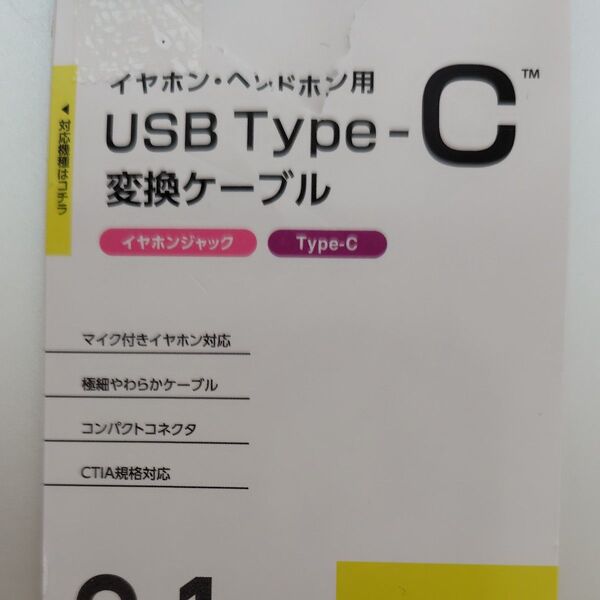 イヤホン・ヘッドホン用
USB Type-C™
変換ケーブル
イヤホンジャック Type-C
◀対応機種はコチラ
マイク付きイヤホン対応
極細やわらかケーブル
コンパクトコネクタ
CTIA規格対応